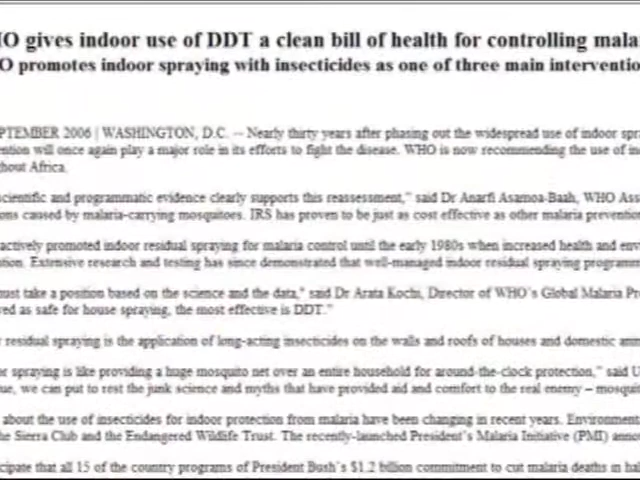 HO gives indoor use of DDT a clean bill of health for controlling mala
O promotes indoor spraying with insecticides as one of three main interventio
PTEMBER 2006 | WASHINGTON, D.C. -- Nearly thirty years after phasing out the widespread use of indoor spr
ention will once again play a major role in its efforts to fight the disease. WHO is now recommending the use of in
hout Africa.
scientific and programmatic evidence clearly supports this reassessment," said Dr Anarfi Asamoa-Baah, WHO Ass
ons caused by malaria-carrying mosquitoes. IRS has proven to be just as cost effective as other malaria preventio
actively promoted indoor residual spraying for malaria control until the early 1980s when increased health and env
tion. Extensive research and testing has since demonstrated that well-managed indoor residual spraying programm
must take a position based on the science and the data," said Dr Arata Kochi, Director of WHO's Global Malaria Pr
ved as safe for house spraying, the most effective is DDT."
r residual spraying is the application of long-acting insecticides on the walls and roofs of houses and domestic anim
or spraying is like providing a huge mosquito net over an entire household for around-the-clock protection," said U
ue, we can put to rest the junk science and myths that have provided aid and comfort to the real enemy – mosqu
about the use of insecticides for indoor protection from malaria have been changing in recent years. Environment
he Sierra Club and the Endangered Wildlife Trust. The recently-launched President's Malaria Initiative (PMI) anno
cipate that all 15 of the country programs of President Bush's $1.2 billion commitment to cut malaria deaths in hal